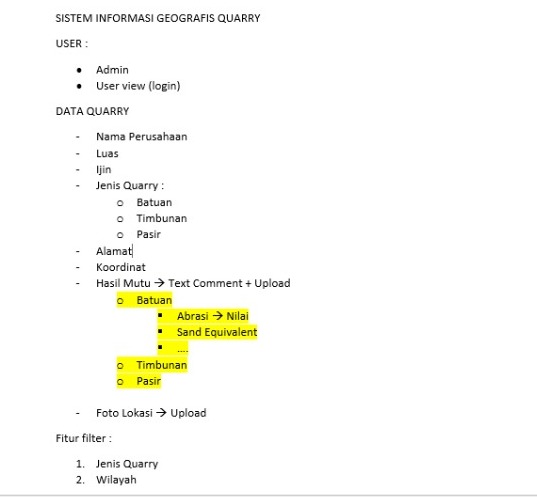 SISTEM INFORMASI GEOGRAFIS QUARRY
USER :
• Admin
• User view (login)
DATA QUARRY
- Nama Perusahaan
- Luas
- Ijin
- Jenis Quarry :
o Batuan
o Timbunan
o Pasir
- Alamat
- Koordinat
- Hasil Mutu → Text Comment + Upload
o Batuan
▪ Abrasi → Nilai
▪ Sand Equivalent
▪ ....
o Timbunan
o Pasir
- Foto Lokasi → Upload
Fitur filter :
1. Jenis Quarry
2. Wilayah